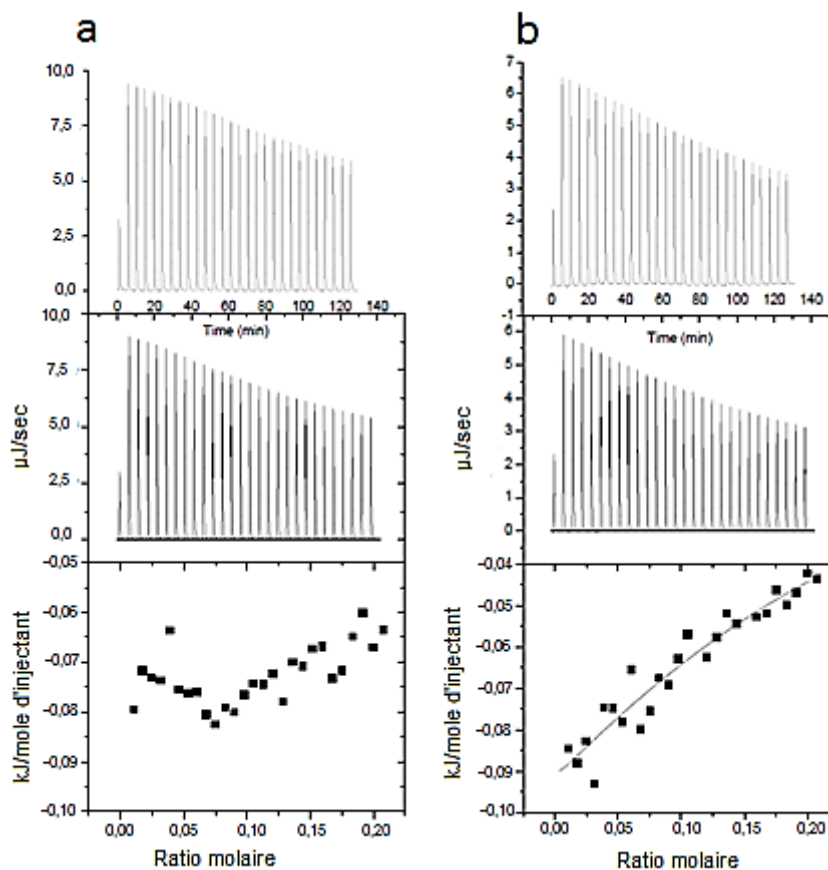 a
10,0
7,5
5,0
2,5
0,0
0 20 40 60 80 100 120 140
Time (min)
10,0
7,5
5,0
2,5
0,0
µJ/sec
-0,05
-0,06
-0,07
-0,08
-0,09
-0,10
kJ/mole d'injectant
0,00 0,05 0,10 0,15 0,20
Ratio molaire
b
7
6
5
4
3
2
1
0
-1
0 20 40 60 80 100 120 140
Time (min)
6
5
4
3
2
1
0
µJ/sec
-0,04
-0,05
-0,06
-0,07
-0,08
-0,09
-0,10
kJ/mole d'injectant
0,00 0,05 0,10 0,15 0,20
Ratio molaire